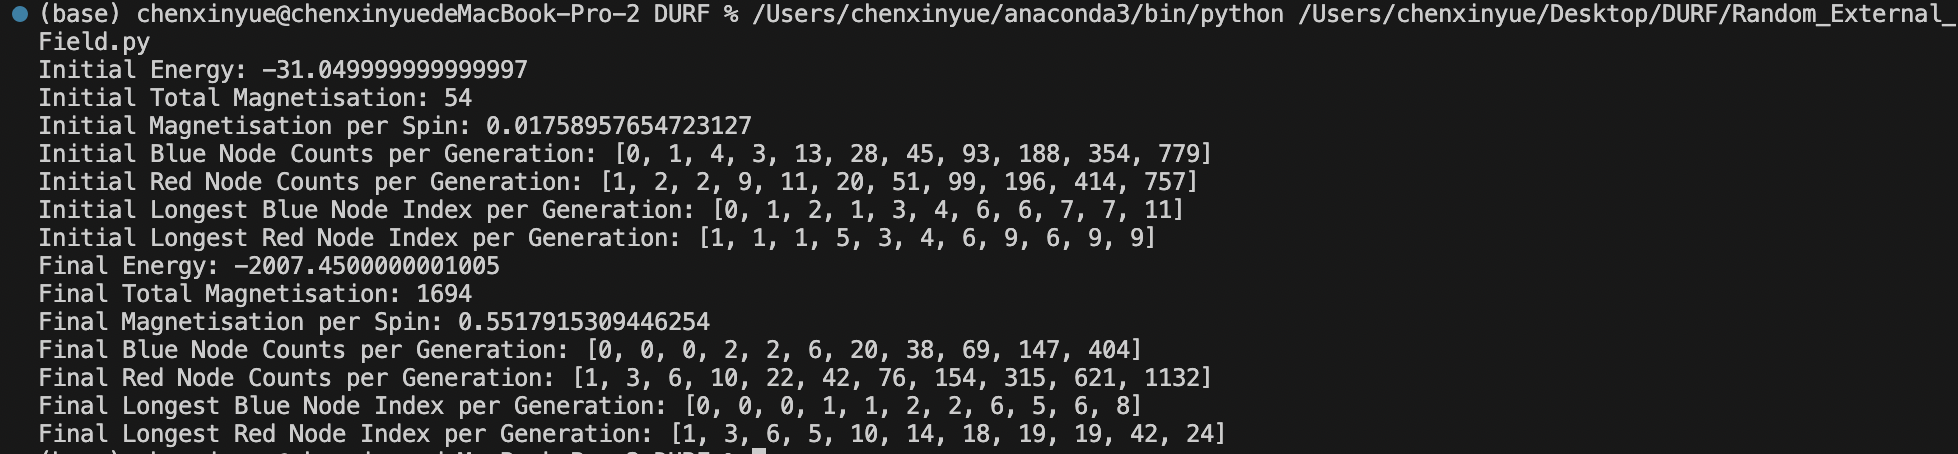 (base) chenxinyue@chenxinyuedeMacBook-Pro-2 DURF % /Users/chenxinyue/anaconda3/bin/python /Users/chenxinyue/Desktop/DURF/Random_External_
Field.py
Initial Energy: -31.049999999999997
Initial Total Magnetisation: 54
Initial Magnetisation per Spin: 0.01758957654723127
Initial Blue Node Counts per Generation: [0, 1, 4, 3, 13, 28, 45, 93, 188, 354, 779]
Initial Red Node Counts per Generation: [1, 2, 2, 9, 11, 20, 51, 99, 196, 414, 757]
Initial Longest Blue Node Index per Generation: [0, 1, 2, 1, 3, 4, 6, 6, 7, 7, 11]
Initial Longest Red Node Index per Generation: [1, 1, 1, 5, 3, 4, 6, 9, 6, 9, 9]
Final Energy: -2007.4500000001005
Final Total Magnetisation: 1694
Final Magnetisation per Spin: 0.5517915309446254
Final Blue Node Counts per Generation: [0, 0, 0, 2, 2, 6, 20, 38, 69, 147, 404]
Final Red Node Counts per Generation: [1, 3, 6, 10, 22, 42, 76, 154, 315, 621, 1132]
Final Longest Blue Node Index per Generation: [0, 0, 0, 1, 1, 2, 2, 6, 5, 6, 8]
Final Longest Red Node Index per Generation: [1, 3, 6, 5, 10, 14, 18, 19, 19, 42, 24]